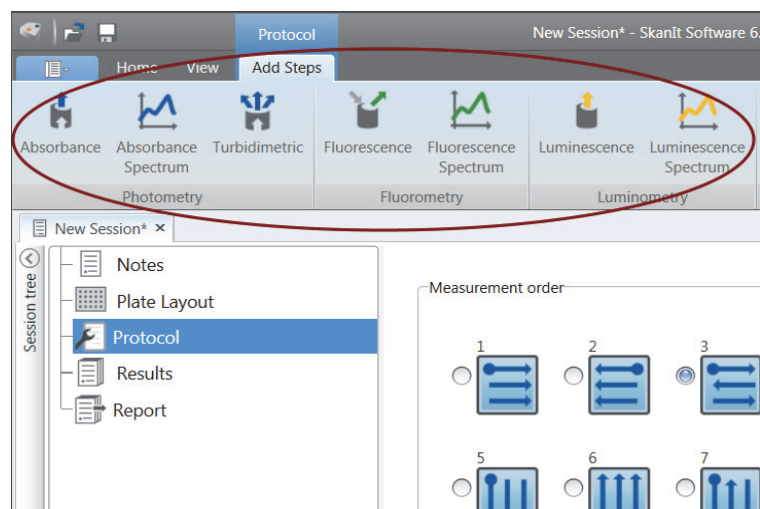 Protocol
New Session* - SkanIt Software 6.
Home View Add Steps
Absorbance Absorbance Spectrum Turbidimetric Fluorescence Fluorescence Spectrum Luminescence Luminescence Spectrum
Photometry Fluorometry Luminometry
New Session* ×
Session tree
Notes
Plate Layout
Protocol
Results
Report
Measurement order
1 2 3
5 6 7